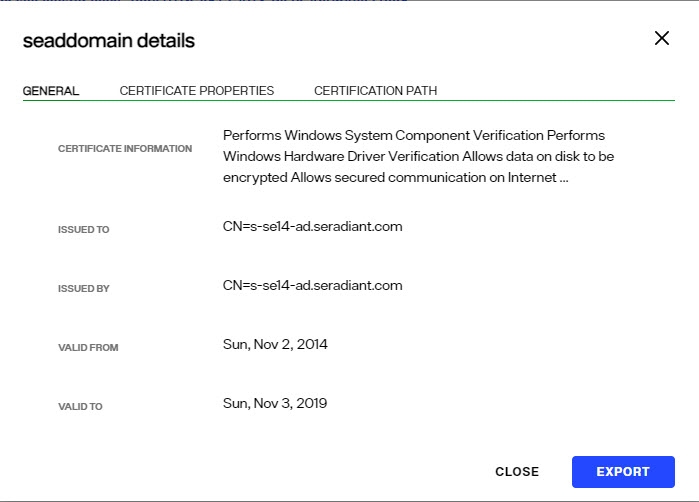 seaddomain details
GENERAL CERTIFICATE PROPERTIES CERTIFICATION PATH
CERTIFICATE INFORMATION
Performs Windows System Component Verification Performs
Windows Hardware Driver Verification Allows data on disk to be
encrypted Allows secured communication on Internet ...
ISSUED TO CN=s-se14-ad.seradiant.com
ISSUED BY CN=s-se14-ad.seradiant.com
VALID FROM Sun, Nov 2, 2014
VALID TO Sun, Nov 3, 2019
CLOSE EXPORT